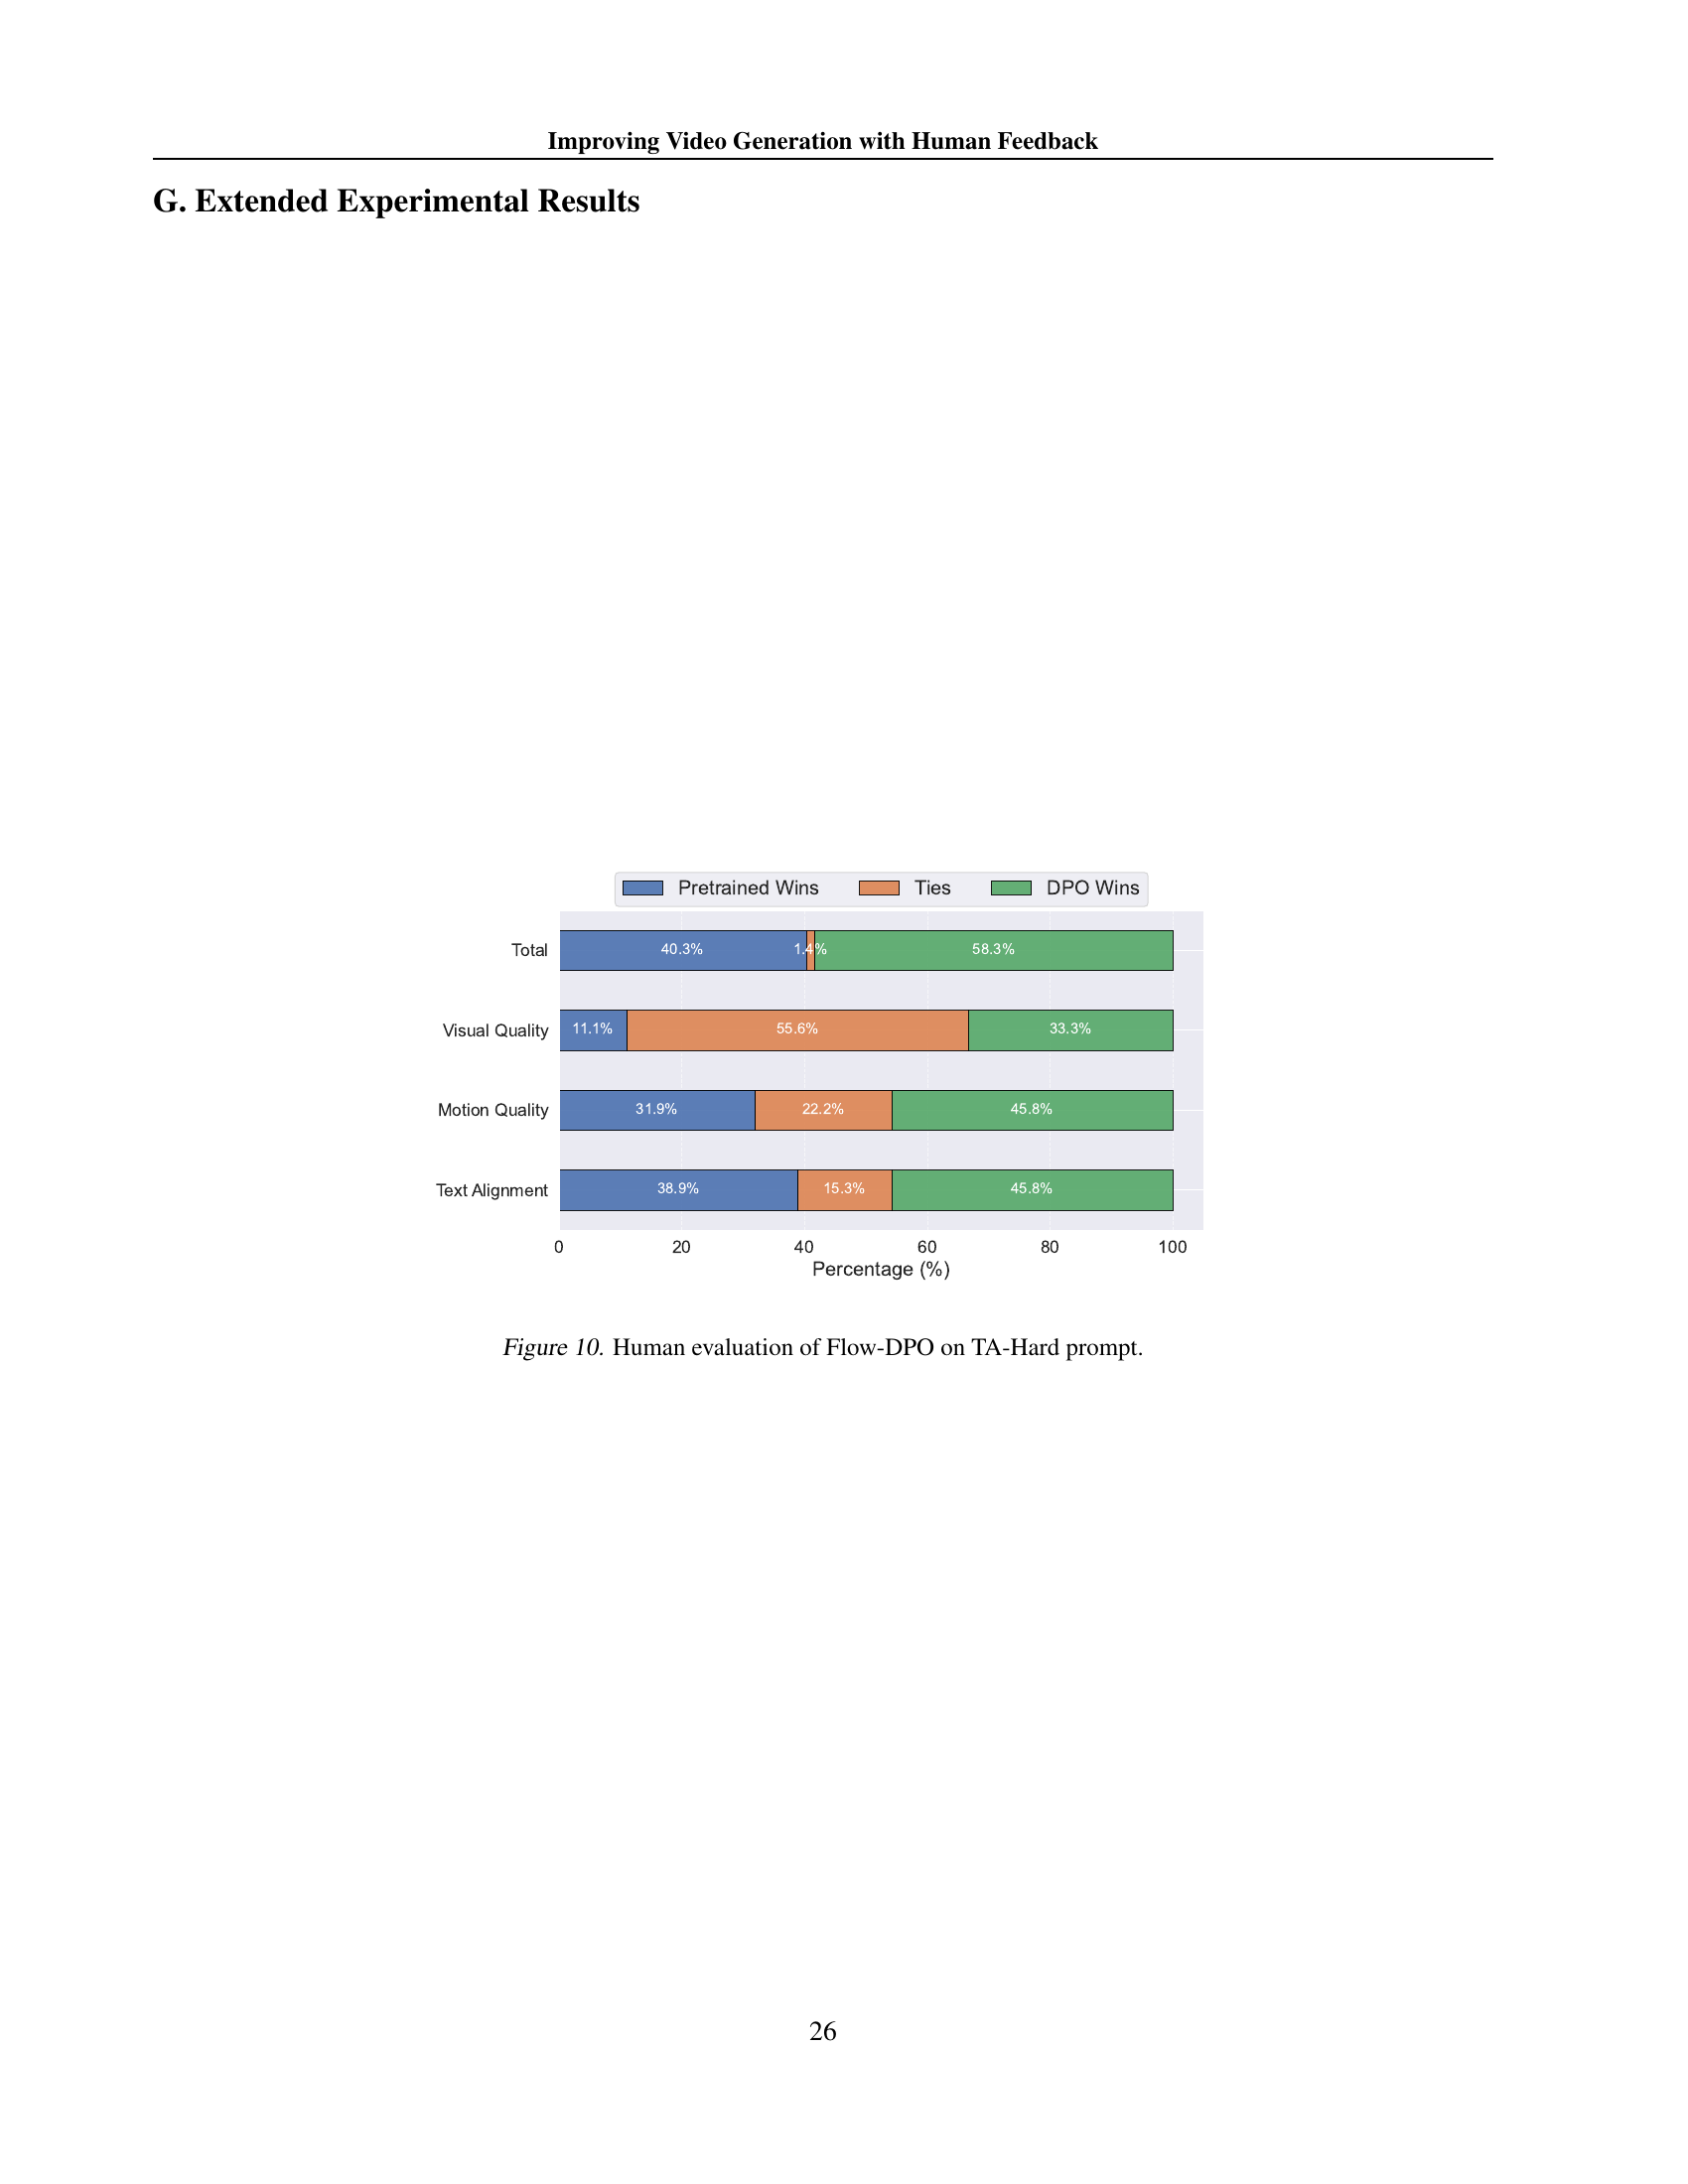 Improving Video Generation with Human Feedback
G. Extended Experimental Results
Pretrained Wins Ties DPO Wins
Total 40.3% 1.4% 58.3%
Visual Quality 11.1% 55.6% 33.3%
Motion Quality 31.9% 22.2% 45.8%
Text Alignment 38.9% 15.3% 45.8%
0 20 40 60 80 100
Percentage (%)
Figure 10. Human evaluation of Flow-DPO on TA-Hard prompt.
26